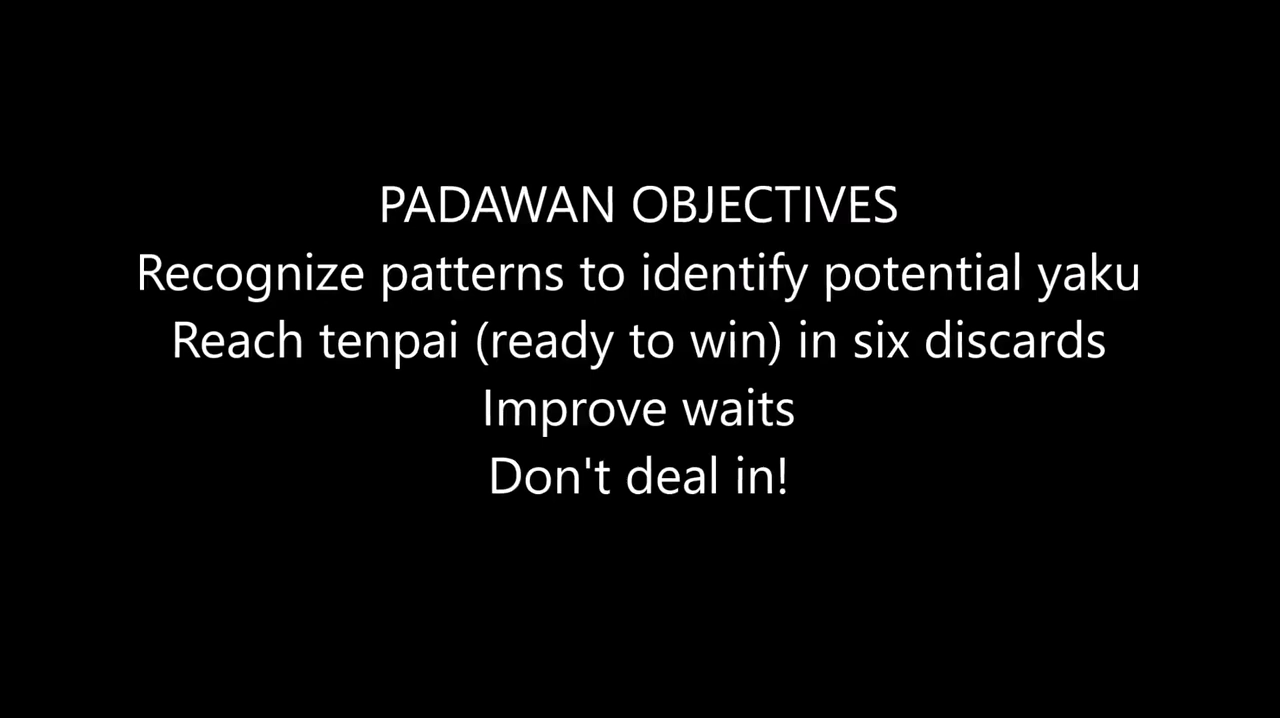 PADAWAN OBJECTIVES
Recognize patterns to identify potential yaku
Reach tenpai (ready to win) in six discards
Improve waits
Don't deal in!